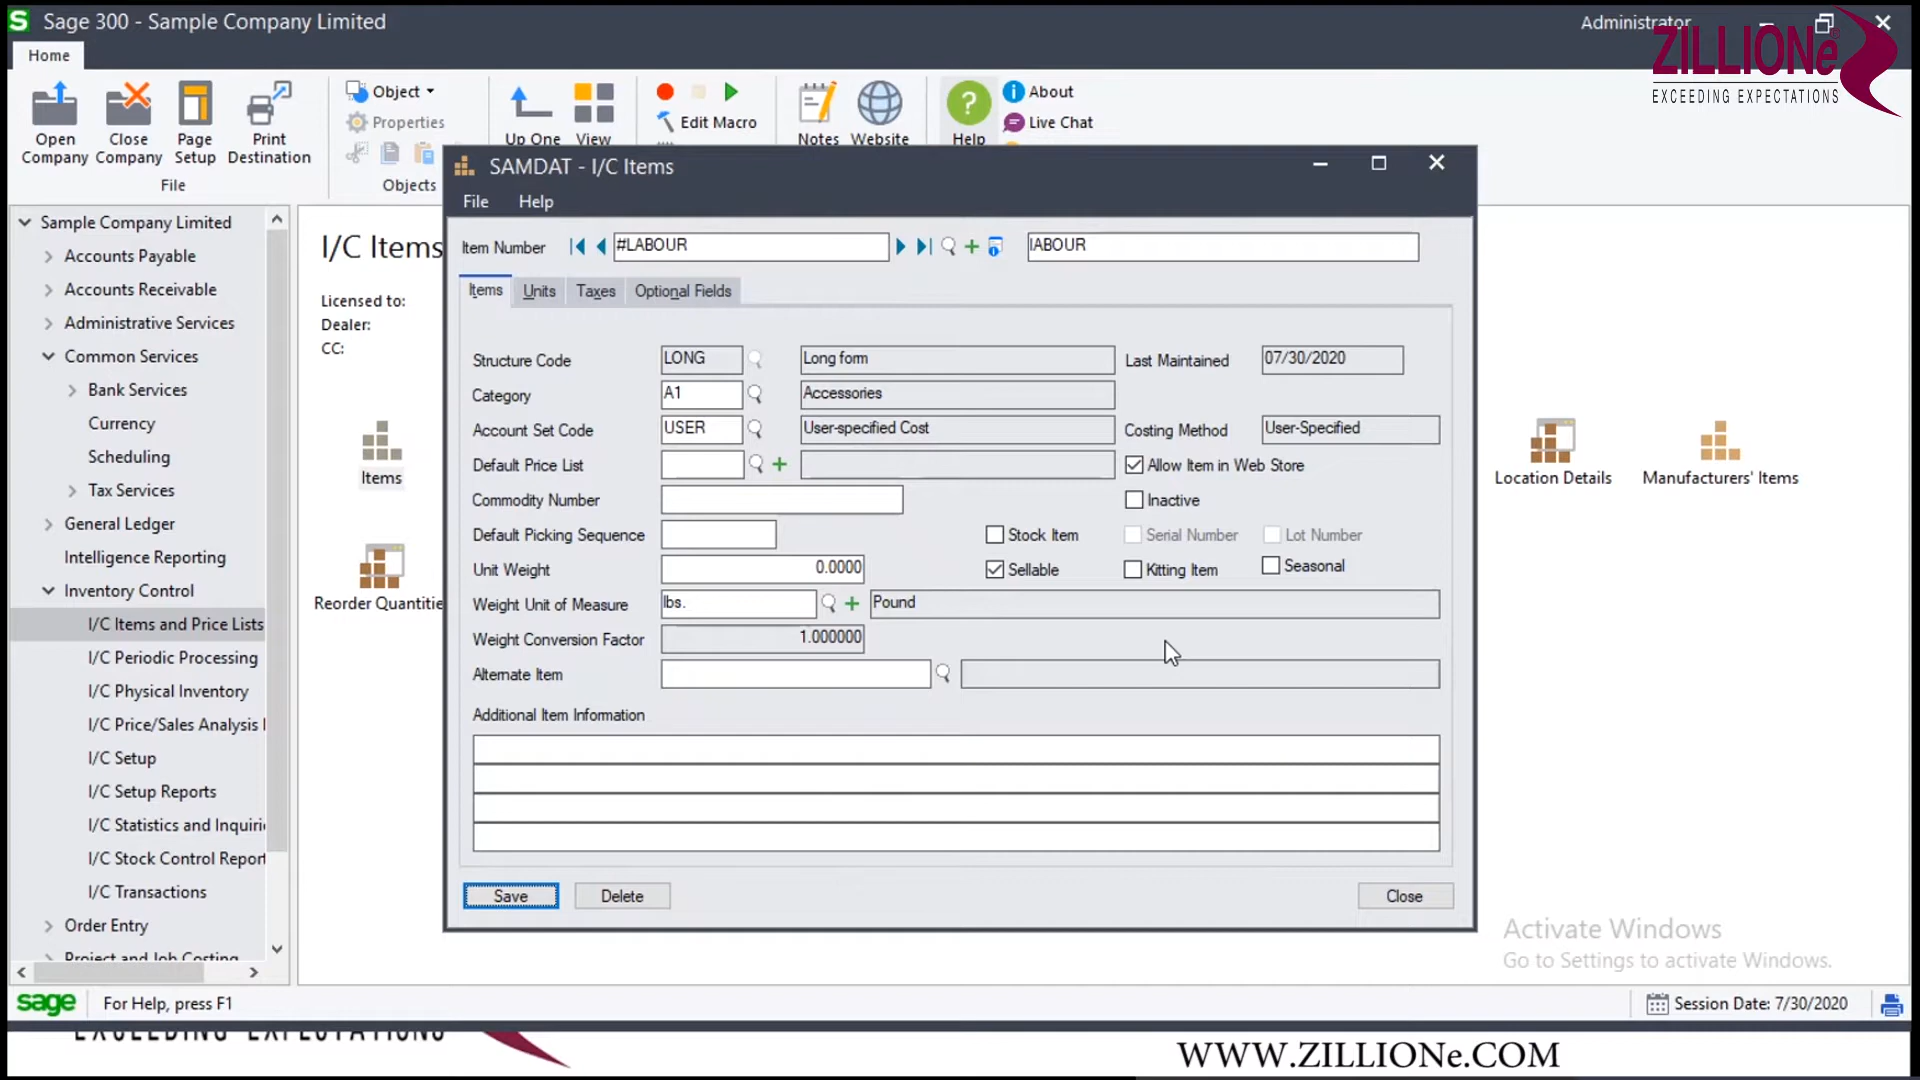 Sage 300 - Sample Company Limited
Administrator
ZILLIONe
EXCEEDING EXPECTATIONS
Home
Open Company
Close Company
Page Setup
Print Destination
File
Object
Properties
Objects
Up One
View
Edit Macro
Notes
Website
Help
About
Live Chat
Sample Company Limited
Accounts Payable
Accounts Receivable
Administrative Services
Common Services
Bank Services
Currency
Scheduling
Tax Services
General Ledger
Intelligence Reporting
Inventory Control
I/C Items and Price Lists
I/C Periodic Processing
I/C Physical Inventory
I/C Price/Sales Analysis
I/C Setup
I/C Setup Reports
I/C Statistics and Inquiri
I/C Stock Control Report
I/C Transactions
Order Entry
Project and Job Costing
I/C Items
Licensed to:
Dealer:
CC:
Items
Reorder Quantitie
Location Details
Manufacturers' Items
SAMDAT - I/C Items
File Help
Item Number #LABOUR lABOUR
Items Units Taxes Optional Fields
Structure Code LONG Long form Last Maintained 07/30/2020
Category A1 Accessories
Account Set Code USER User-specified Cost Costing Method User-Specified
Default Price List Allow Item in Web Store
Commodity Number Inactive
Default Picking Sequence Stock Item Serial Number Lot Number
Unit Weight 0.0000 Sellable Kitting Item Seasonal
Weight Unit of Measure lbs. Pound
Weight Conversion Factor 1.000000
Alternate Item
Additional Item Information
Save Delete Close
Activate Windows
Go to Settings to activate Windows.
sage For Help, press F1 Session Date: 7/30/2020
EXCEEDING EXPECTATIONS
WWW.ZILLIONe.COM